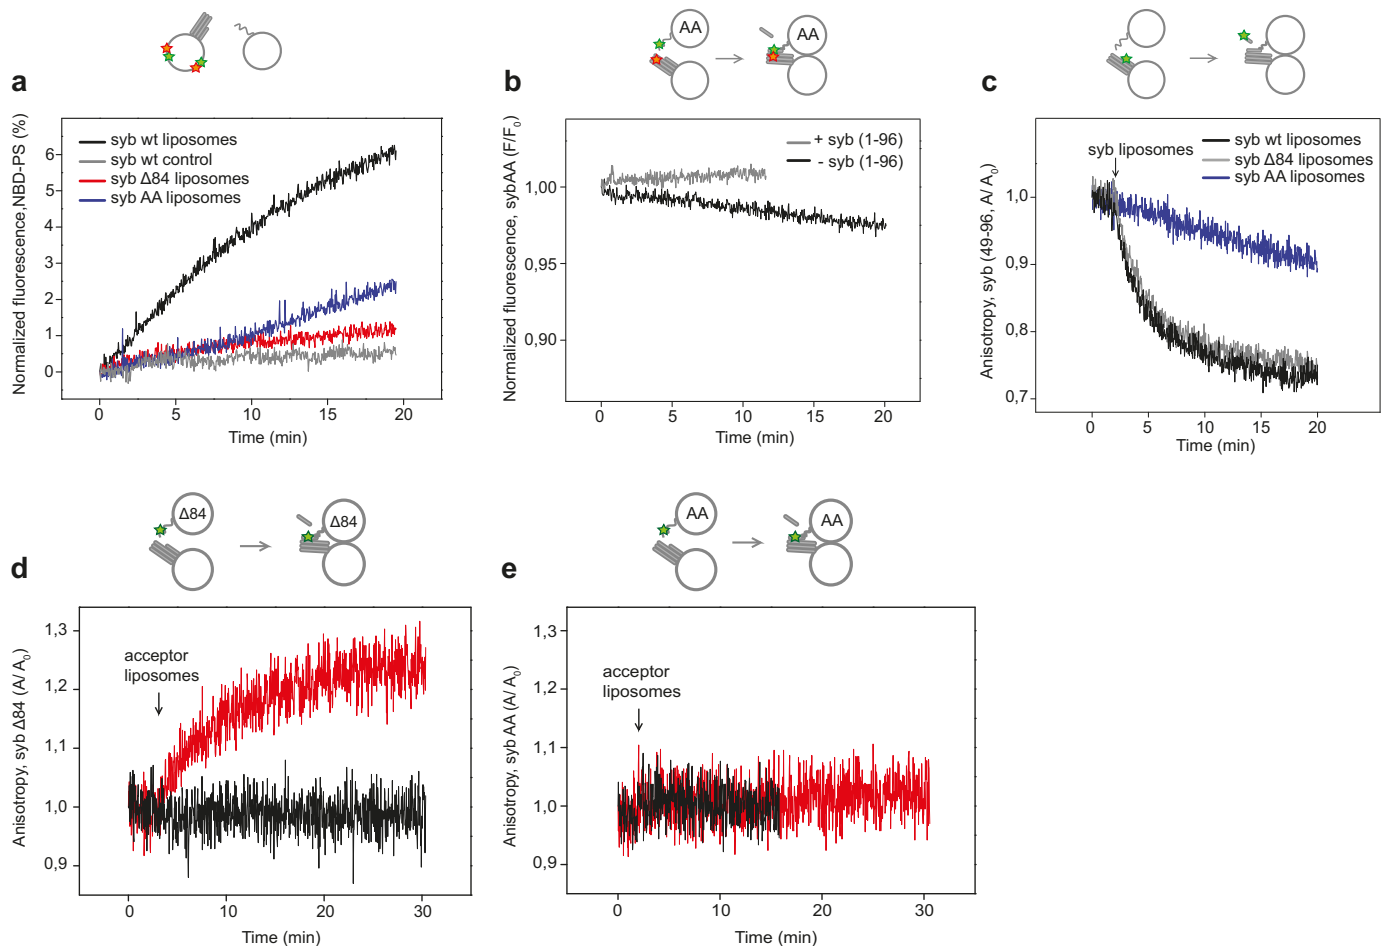 a
Normalized fluorescence,NBD-PS (%)
syb wt liposomes
syb wt control
syb Δ84 liposomes
syb AA liposomes
6
5
4
3
2
1
0
0 5 10 15 20
Time (min)
b
AA
AA
Normalized fluorescence, sybAA (F/F0)
+ syb (1-96)
- syb (1-96)
1,00
0,95
0,90
0 5 10 15 20
Time (min)
c
Anisotropy, syb (49-96, A/ A0)
syb liposomes
syb wt liposomes
syb Δ84 liposomes
syb AA liposomes
1,0
0,9
0,8
0,7
0 5 10 15 20
Time (min)
d
Δ84
Δ84
Anisotropy, syb Δ84 (A/ A0)
acceptor
liposomes
1,3
1,2
1,1
1,0
0,9
0 10 20 30
Time (min)
e
AA
AA
Anisotropy, syb AA (A/ A0)
acceptor
liposomes
1,3
1,2
1,1
1,0
0,9
0 10 20 30
Time (min)